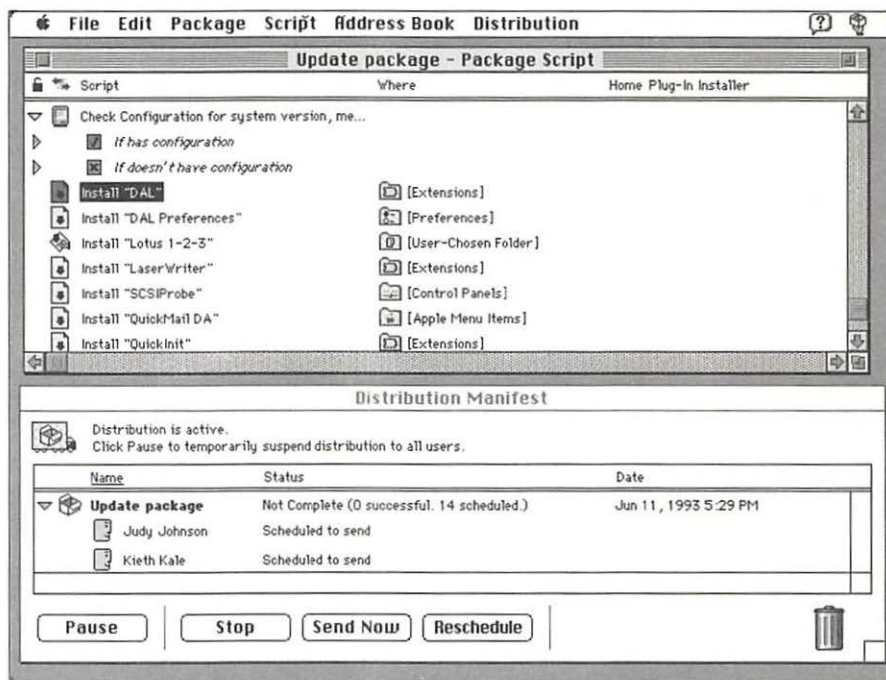 File Edit Package Script Address Book Distribution
Update package - Package Script
Script Where Home Plug-In Installer
Check Configuration for system version, me...
If has configuration
If doesn't have configuration
Install "DAL" [Extensions]
Install "DAL Preferences" [Preferences]
Install "Lotus 1-2-3" [User-Chosen Folder]
Install "LaserWriter" [Extensions]
Install "SCSIProbe" [Control Panels]
Install "QuickMail DA" [Apple Menu Items]
Install "QuickInit" [Extensions]
Distribution Manifest
Distribution is active.
Click Pause to temporarily suspend distribution to all users.
Name Status Date
Update package Not Complete (0 successful. 14 scheduled.) Jun 11, 1993 5:29 PM
Judy Johnson Scheduled to send
Kieth Kale Scheduled to send
Pause Stop Send Now Reschedule